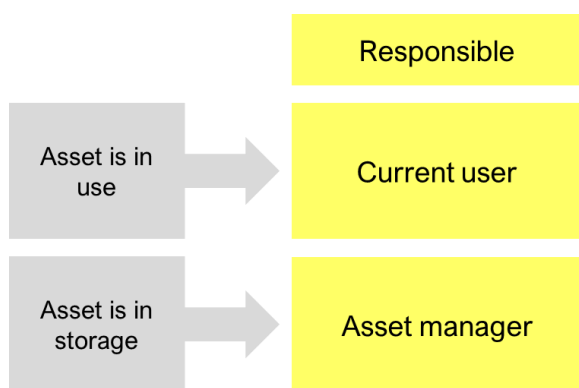 Responsible
Asset is in
use
Current user
Asset is in
storage
Asset manager